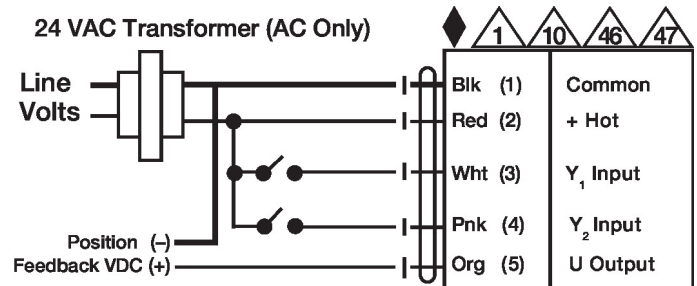 24 VAC Transformer (AC Only)
1 10 46 47
Line
Volts
Blk (1) Common
Red (2) + Hot
Wht (3) Y1 Input
Pnk (4) Y2 Input
Position (–)
Feedback VDC (+)
Org (5) U Output